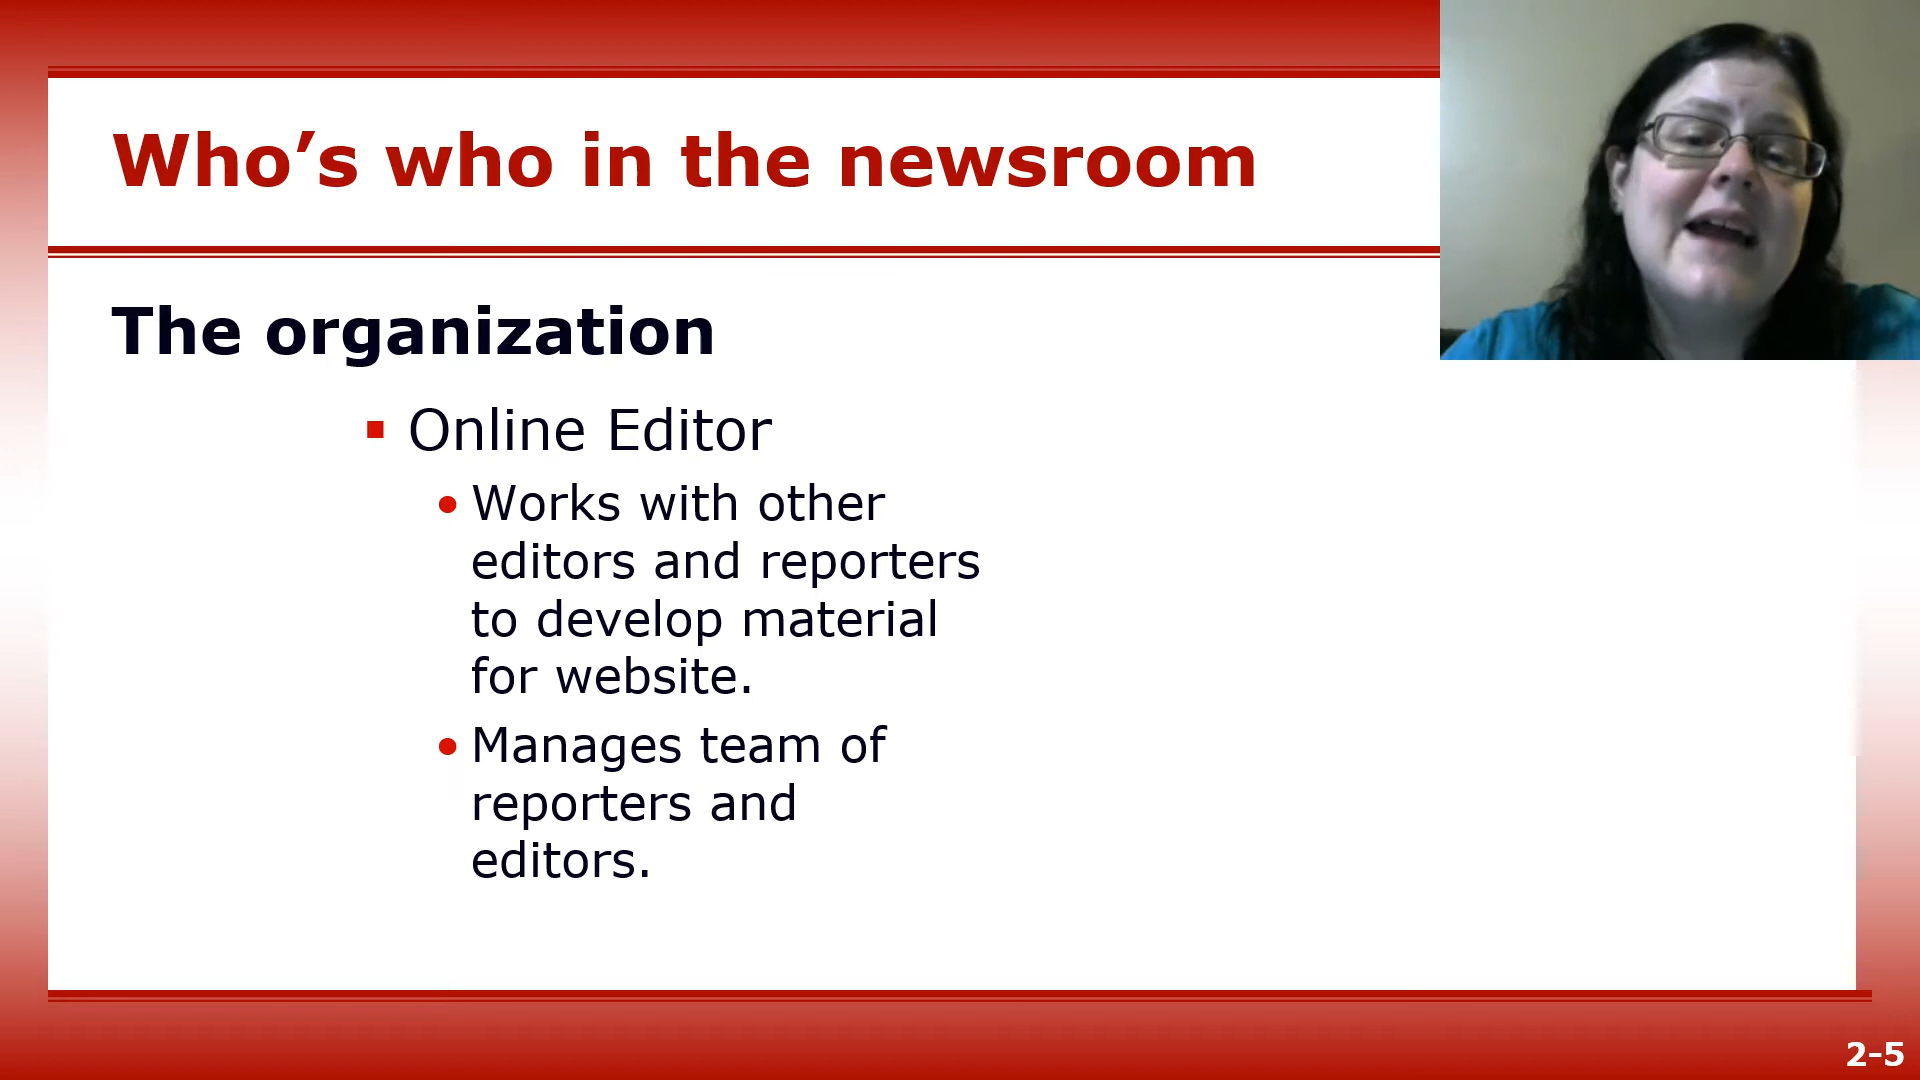 Who’s who in the newsroom
The organization
▪ Online Editor
• Works with other
editors and reporters
to develop material
for website.
• Manages team of
reporters and
editors.
2-5